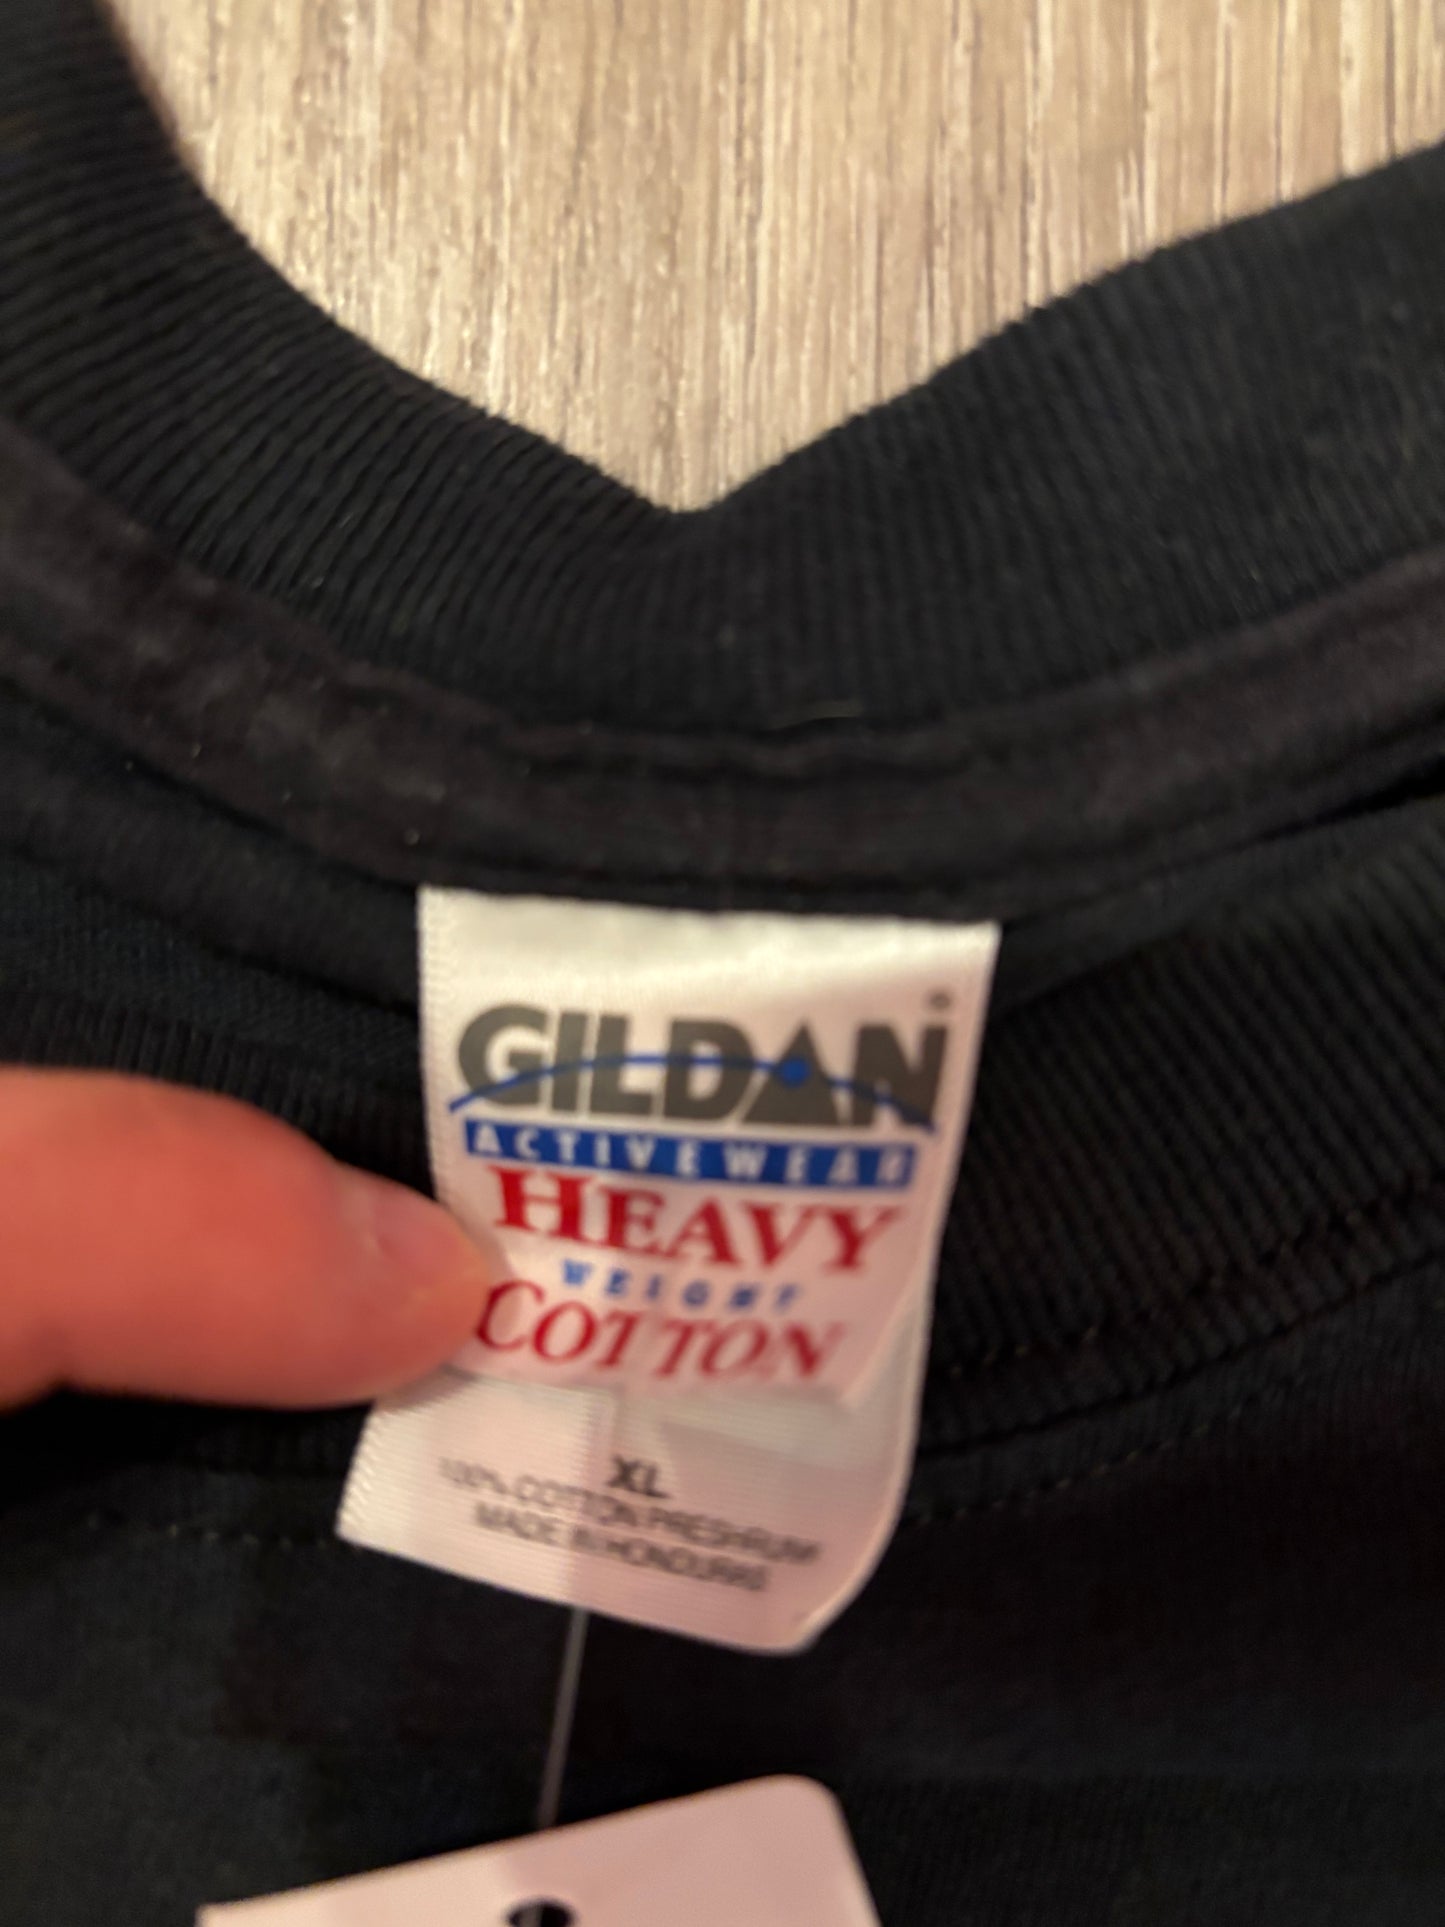 GILDAN®
ACTIVEWEAR
HEAVY
WEIGHT
COTTON
XL
100% COTTON PRESHRUNK
MADE IN HONDURAS